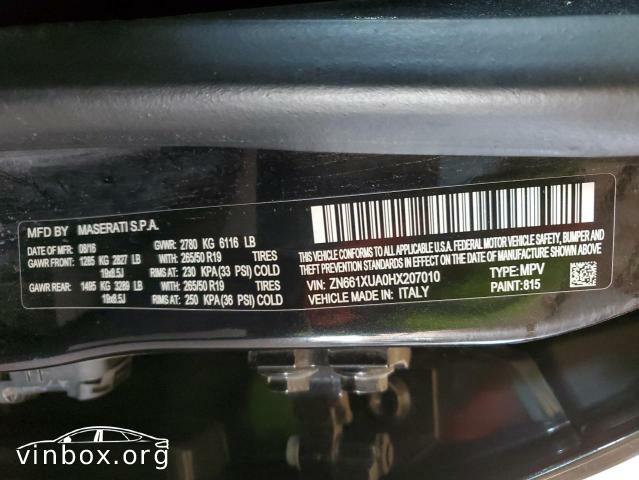 MFD BY MASERATI S.P.A.
DATE OF MFR: 08/16 GVWR: 2780 KG 6116 LB
GAWR FRONT: 1285 KG 2827 LB WITH = 265/50 R19 TIRES
19x8.5J RIMS AT = 230 KPA (33 PSI) COLD
GAWR REAR: 1495 KG 3289 LB WITH = 265/50 R19 TIRES
19x8.5J RIMS AT = 250 KPA (36 PSI) COLD
THIS VEHICLE CONFORMS TO ALL APPLICABLE U.S.A. FEDERAL MOTOR VEHICLE SAFETY, BUMPER AND
THEFT PREVENTION STANDARDS IN EFFECT ON THE DATE OF MANUFACTURE SHOWN ABOVE
VIN: ZN661XUA0HX207010 TYPE: MPV
VEHICLE MADE IN: ITALY PAINT: 815
vinbox.org